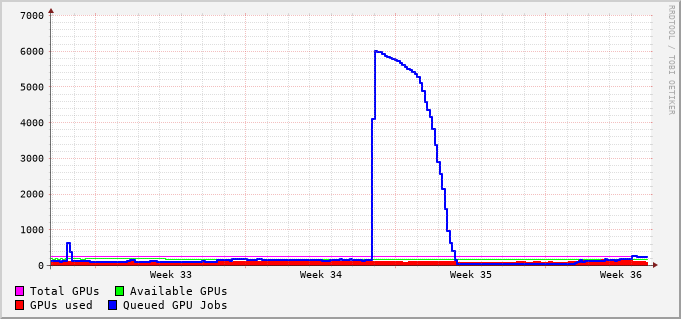 7000
6000
5000
4000
3000
2000
1000
0
Week 33 Week 34 Week 35 Week 36
Total GPUs Available GPUs
GPUs used Queued GPU Jobs
RRDTOOL / TOBI OETIKER